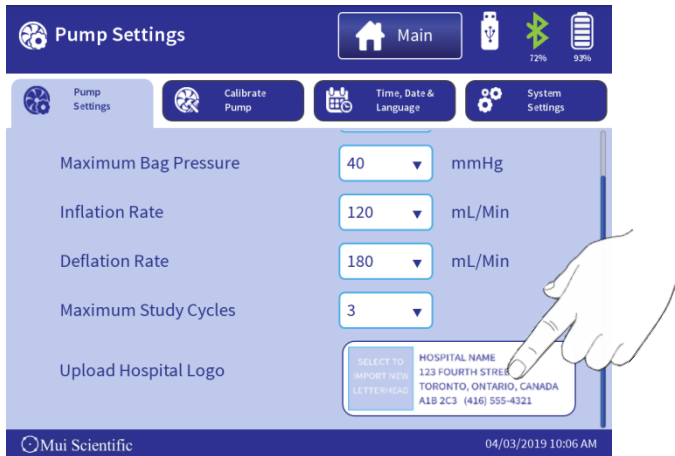 Pump Settings
Main
72%
93%
Pump
Settings
Calibrate
Pump
Time, Date &
Language
System
Settings
Maximum Bag Pressure
40
mmHg
Inflation Rate
120
mL/Min
Deflation Rate
180
mL/Min
Maximum Study Cycles
3
Upload Hospital Logo
SELECT TO
IMPORT NEW
LETTERHEAD
HOSPITAL NAME
123 FOURTH STREE
TORONTO, ONTARIO, CANADA
A1B 2C3 (416) 555-4321
Mui Scientific
04/03/2019 10:06 AM